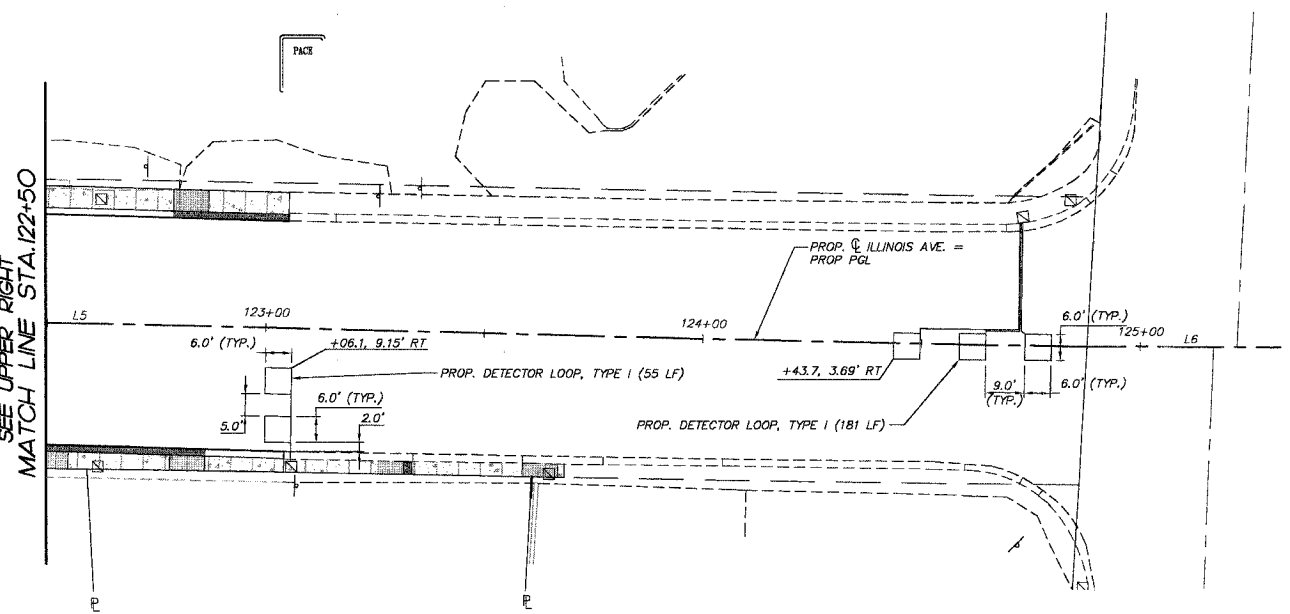 PACE
SEE UPPER RIGHT
MATCH LINE STA.122+50
PROP. ℄ ILLINOIS AVE. =
PROP PGL
L5
123+00
124+00
6.0' (TYP.)
125+00
L6
6.0' (TYP.)
+06.1, 9.15' RT
PROP. DETECTOR LOOP, TYPE I (55 LF)
+43.7, 3.69' RT
9.0'
(TYP.)
6.0' (TYP.)
6.0' (TYP.)
5.0'
2.0'
PROP. DETECTOR LOOP, TYPE I (181 LF)
PL
PL